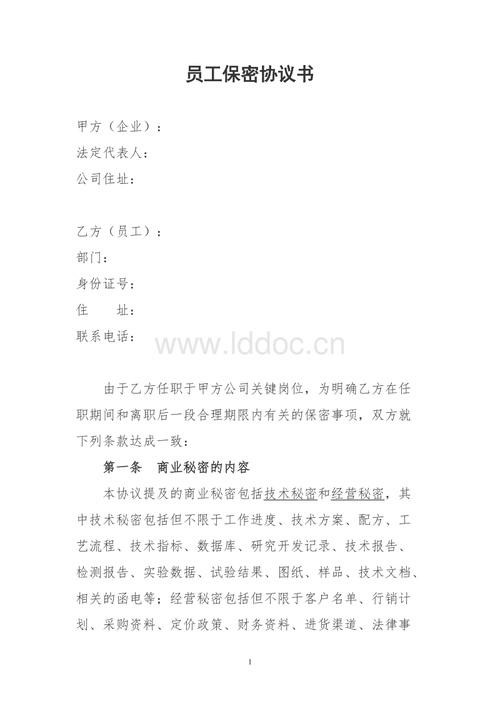 员工保密协议书
甲方（企业）：
法定代表人：
公司住址：
乙方（员工）：
部门：
身份证号：
住　　址：
联系电话：
www.lddoc.cn
由于乙方任职于甲方公司关键岗位，为明确乙方在任
职期间和离职后一段合理期限内有关的保密事项，双方就
下列条款达成一致：
第一条　商业秘密的内容
本协议提及的商业秘密包括技术秘密和经营秘密，其
中技术秘密包括但不限于工作进度、技术方案、配方、工
艺流程、技术指标、数据库、研究开发记录、技术报告、
检测报告、实验数据、试验结果、图纸、样品、技术文档、
相关的函电等；经营秘密包括但不限于客户名单、行销计
划、采购资料、定价政策、财务资料、进货渠道、法律事
1